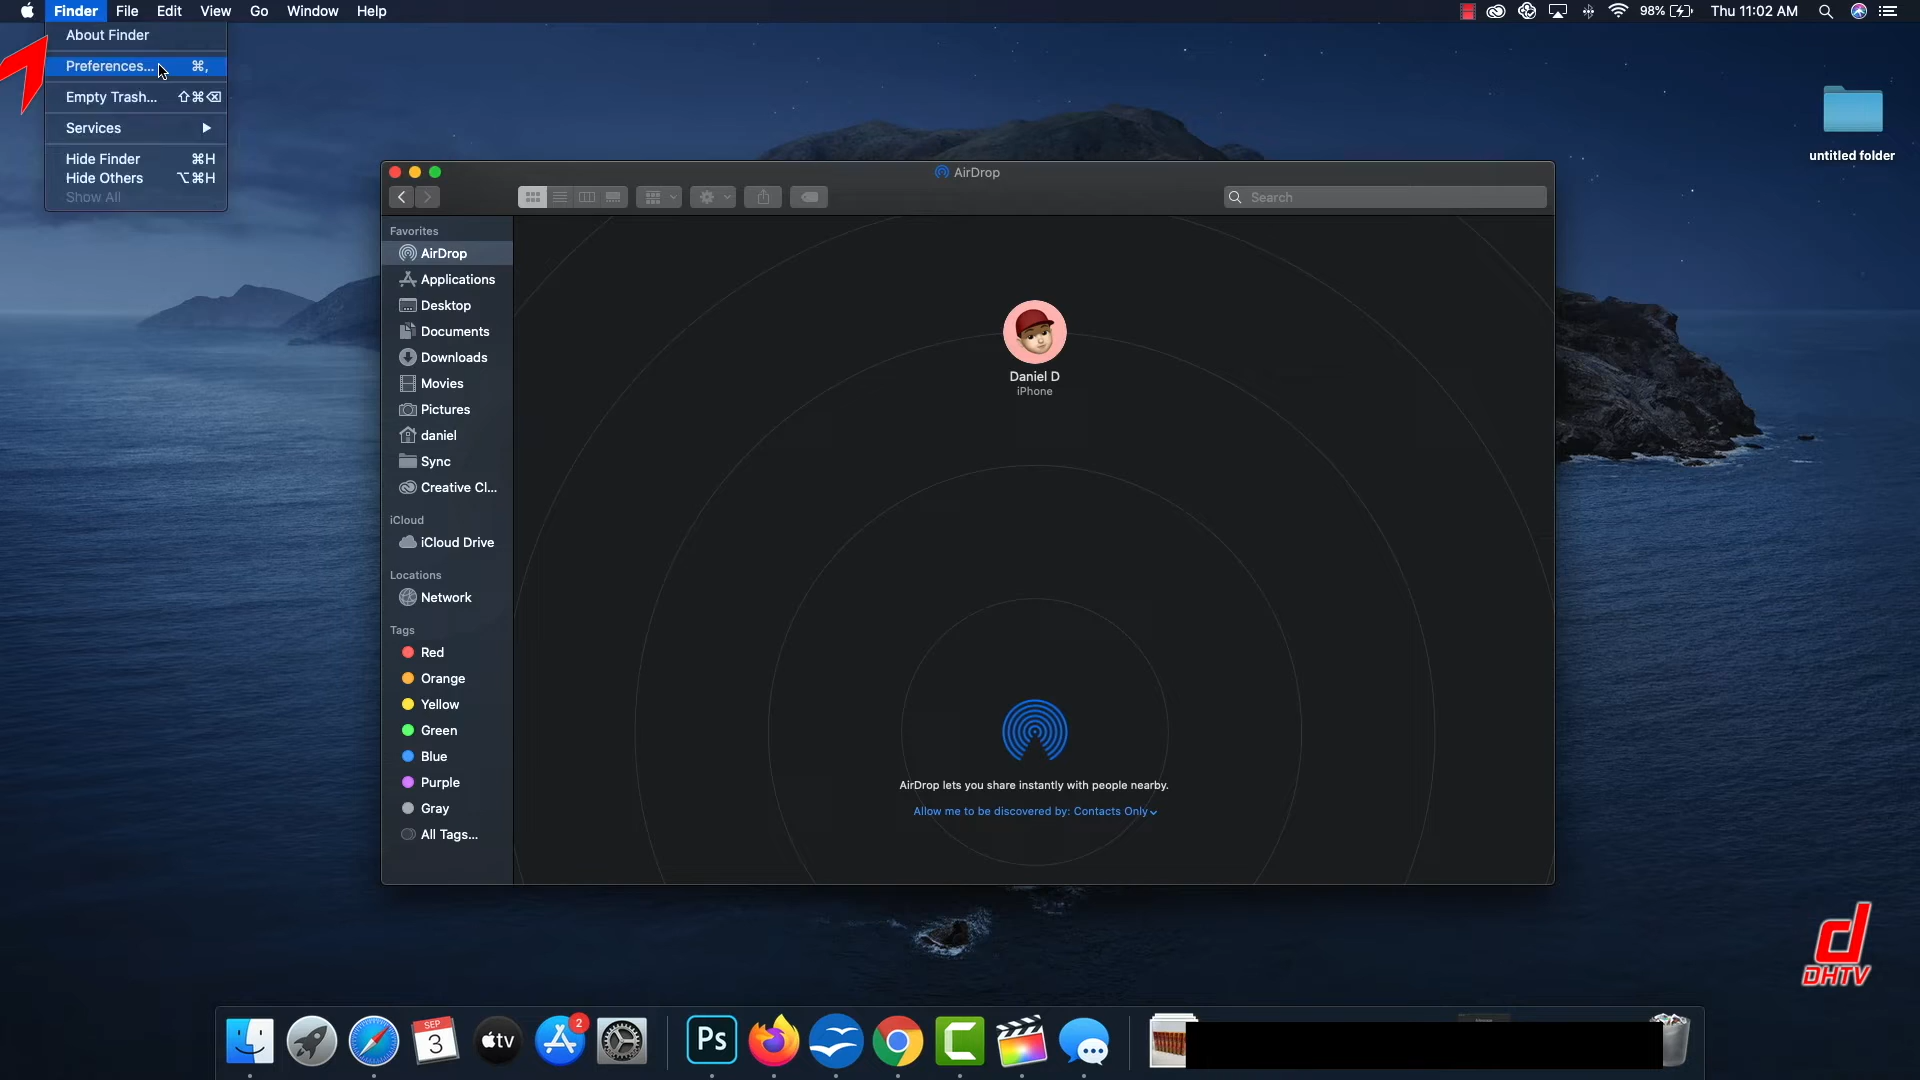 Finder File Edit View Go Window Help
98% Thu 11:02 AM
About Finder
Preferences... ⌘,
Empty Trash... ⇧⌘⌫
Services ▶
Hide Finder ⌘H
Hide Others ⌥⌘H
Show All
untitled folder
AirDrop
Search
Favorites
AirDrop
Applications
Desktop
Documents
Downloads
Movies
Pictures
daniel
Sync
Creative Cl...
iCloud
iCloud Drive
Locations
Network
Tags
Red
Orange
Yellow
Green
Blue
Purple
Gray
All Tags...
Daniel D
iPhone
AirDrop lets you share instantly with people nearby.
Allow me to be discovered by: Contacts Only
d
DHTV
SEP
3
tv
2
Ps